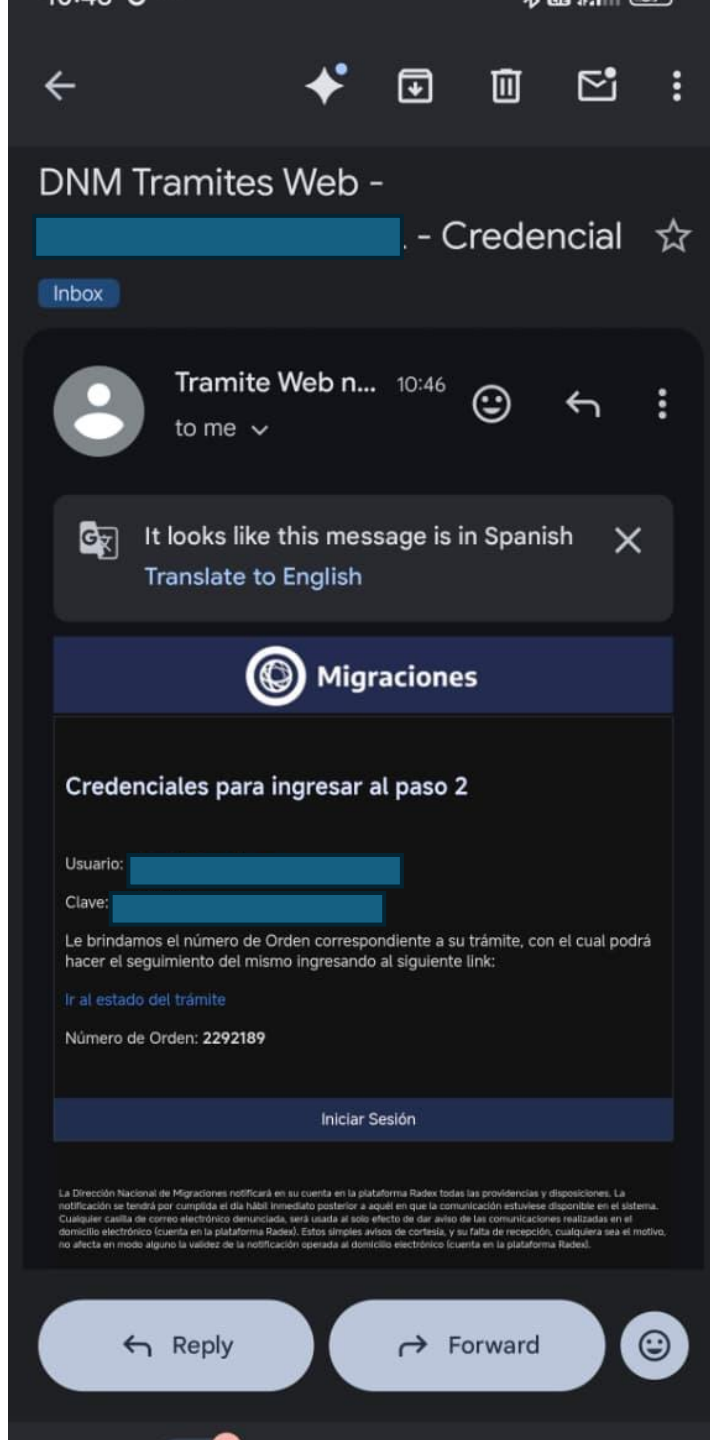 DNM Tramites Web -
. - Credencial
Inbox
Tramite Web n... 10:46
to me
It looks like this message is in Spanish
Translate to English
Migraciones
Credenciales para ingresar al paso 2
Usuario:
Clave:
Le brindamos el número de Orden correspondiente a su trámite, con el cual podrá
hacer el seguimiento del mismo ingresando al siguiente link:
Ir al estado del trámite
Número de Orden: 2292189
Iniciar Sesión
La Dirección Nacional de Migraciones notificará en su cuenta en la plataforma Radex todas las providencias y disposiciones. La
notificación se tendrá por cumplida el día hábil inmediato posterior a aquél en que la comunicación estuviese disponible en el sistema.
Cualquier casilla de correo electrónico denunciada, será usada al solo efecto de dar aviso de las comunicaciones realizadas en el
domicilio electrónico (cuenta en la plataforma Radex). Estos simples avisos de cortesía, y su falta de recepción, cualquiera sea el motivo,
no afecta en modo alguno la validez de la notificación operada al domicilio electrónico (cuenta en la plataforma Radex).
Reply
Forward